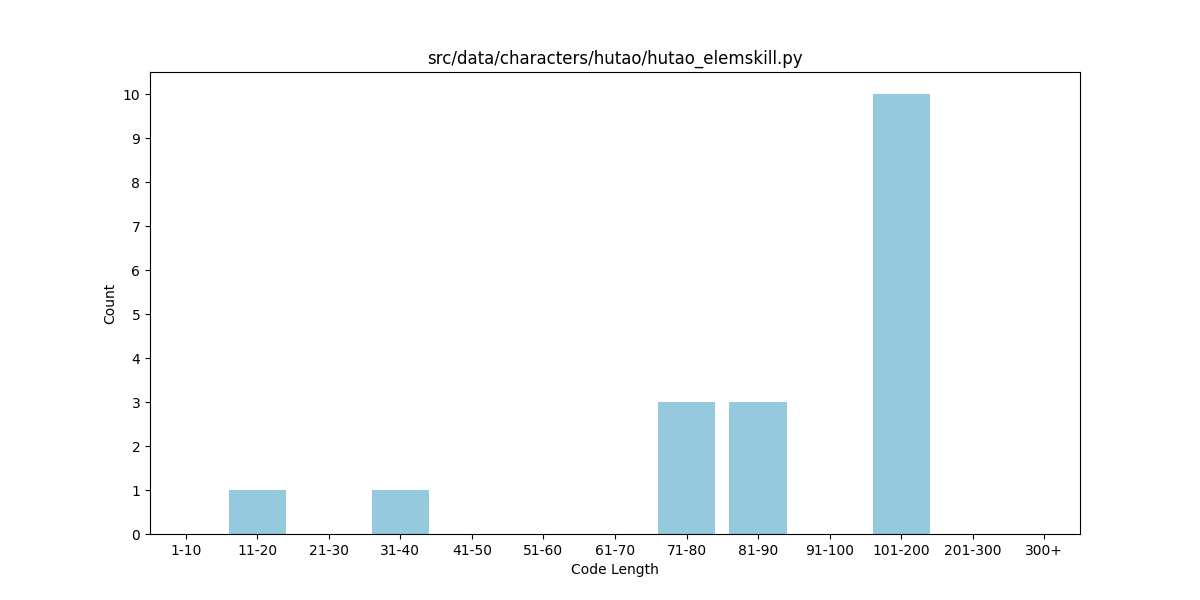 src/data/characters/hutao/hutao_elemskill.py
Count
10
9
8
7
6
5
4
3
2
1
0
1-10 11-20 21-30 31-40 41-50 51-60 61-70 71-80 81-90 91-100 101-200 201-300 300+
Code Length